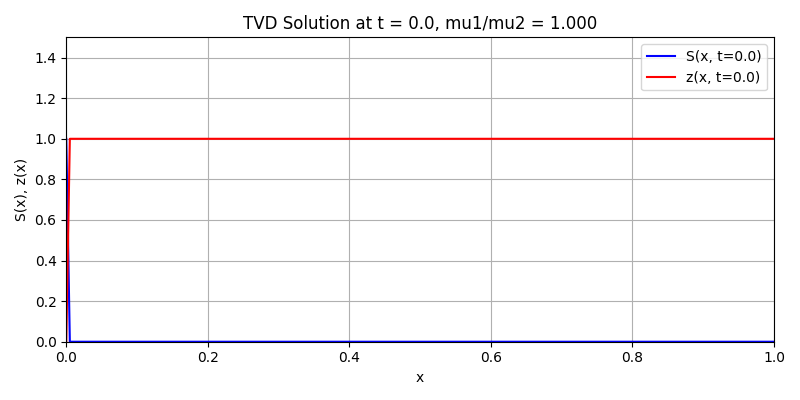 TVD Solution at t = 0.0, mu1/mu2 = 1.000
S(x, t=0.0)
z(x, t=0.0)
S(x), z(x)
1.4
1.2
1.0
0.8
0.6
0.4
0.2
0.0
0.0 0.2 0.4 0.6 0.8 1.0
x